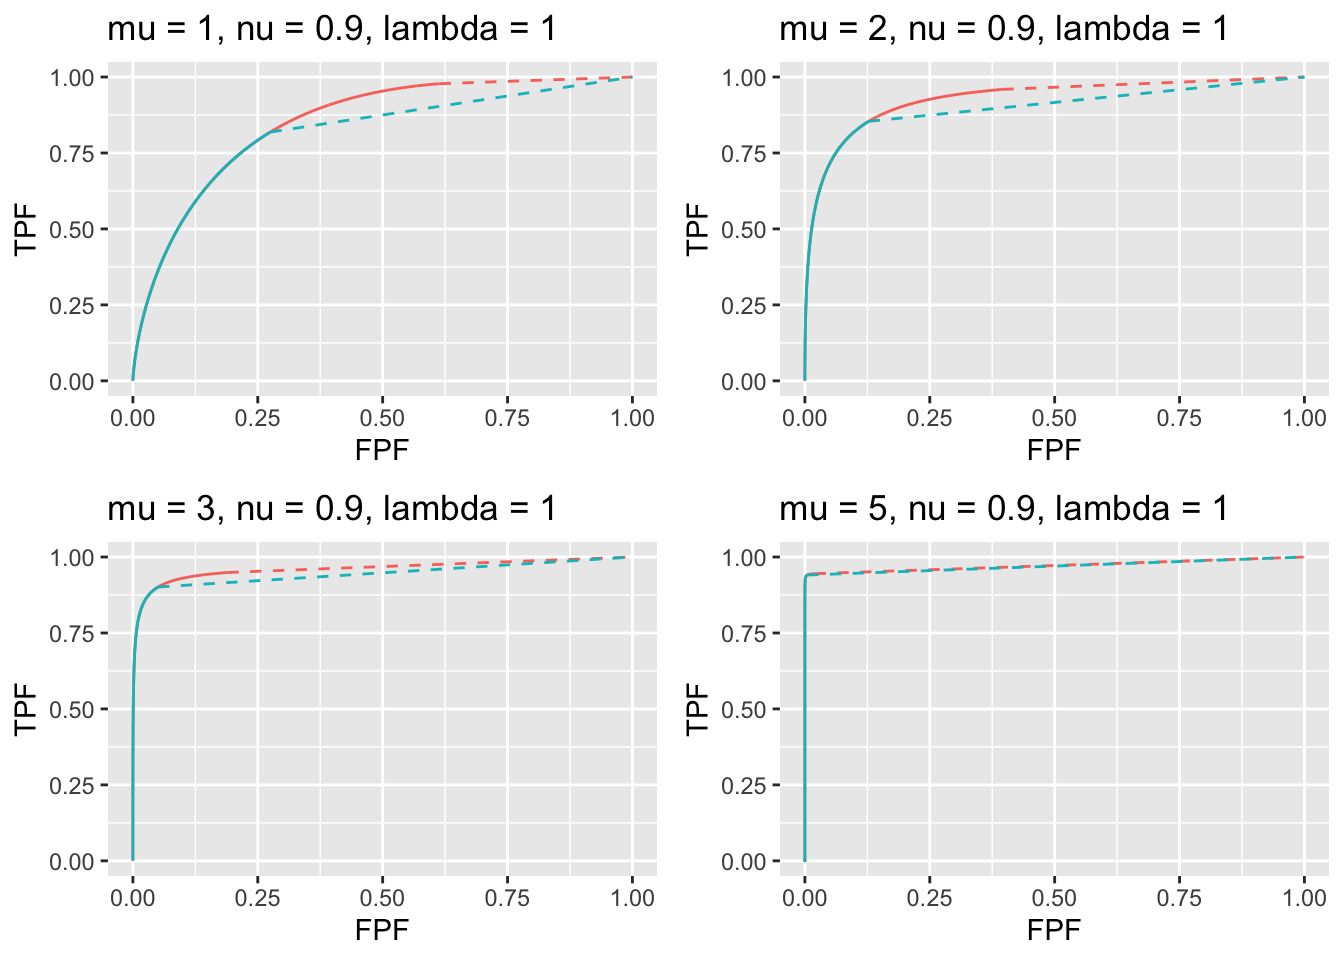 mu = 1, nu = 0.9, lambda = 1
1.00
0.75
0.50
0.25
0.00
TPF
0.00 0.25 0.50 0.75 1.00
FPF
mu = 2, nu = 0.9, lambda = 1
1.00
0.75
0.50
0.25
0.00
TPF
0.00 0.25 0.50 0.75 1.00
FPF
mu = 3, nu = 0.9, lambda = 1
1.00
0.75
0.50
0.25
0.00
TPF
0.00 0.25 0.50 0.75 1.00
FPF
mu = 5, nu = 0.9, lambda = 1
1.00
0.75
0.50
0.25
0.00
TPF
0.00 0.25 0.50 0.75 1.00
FPF